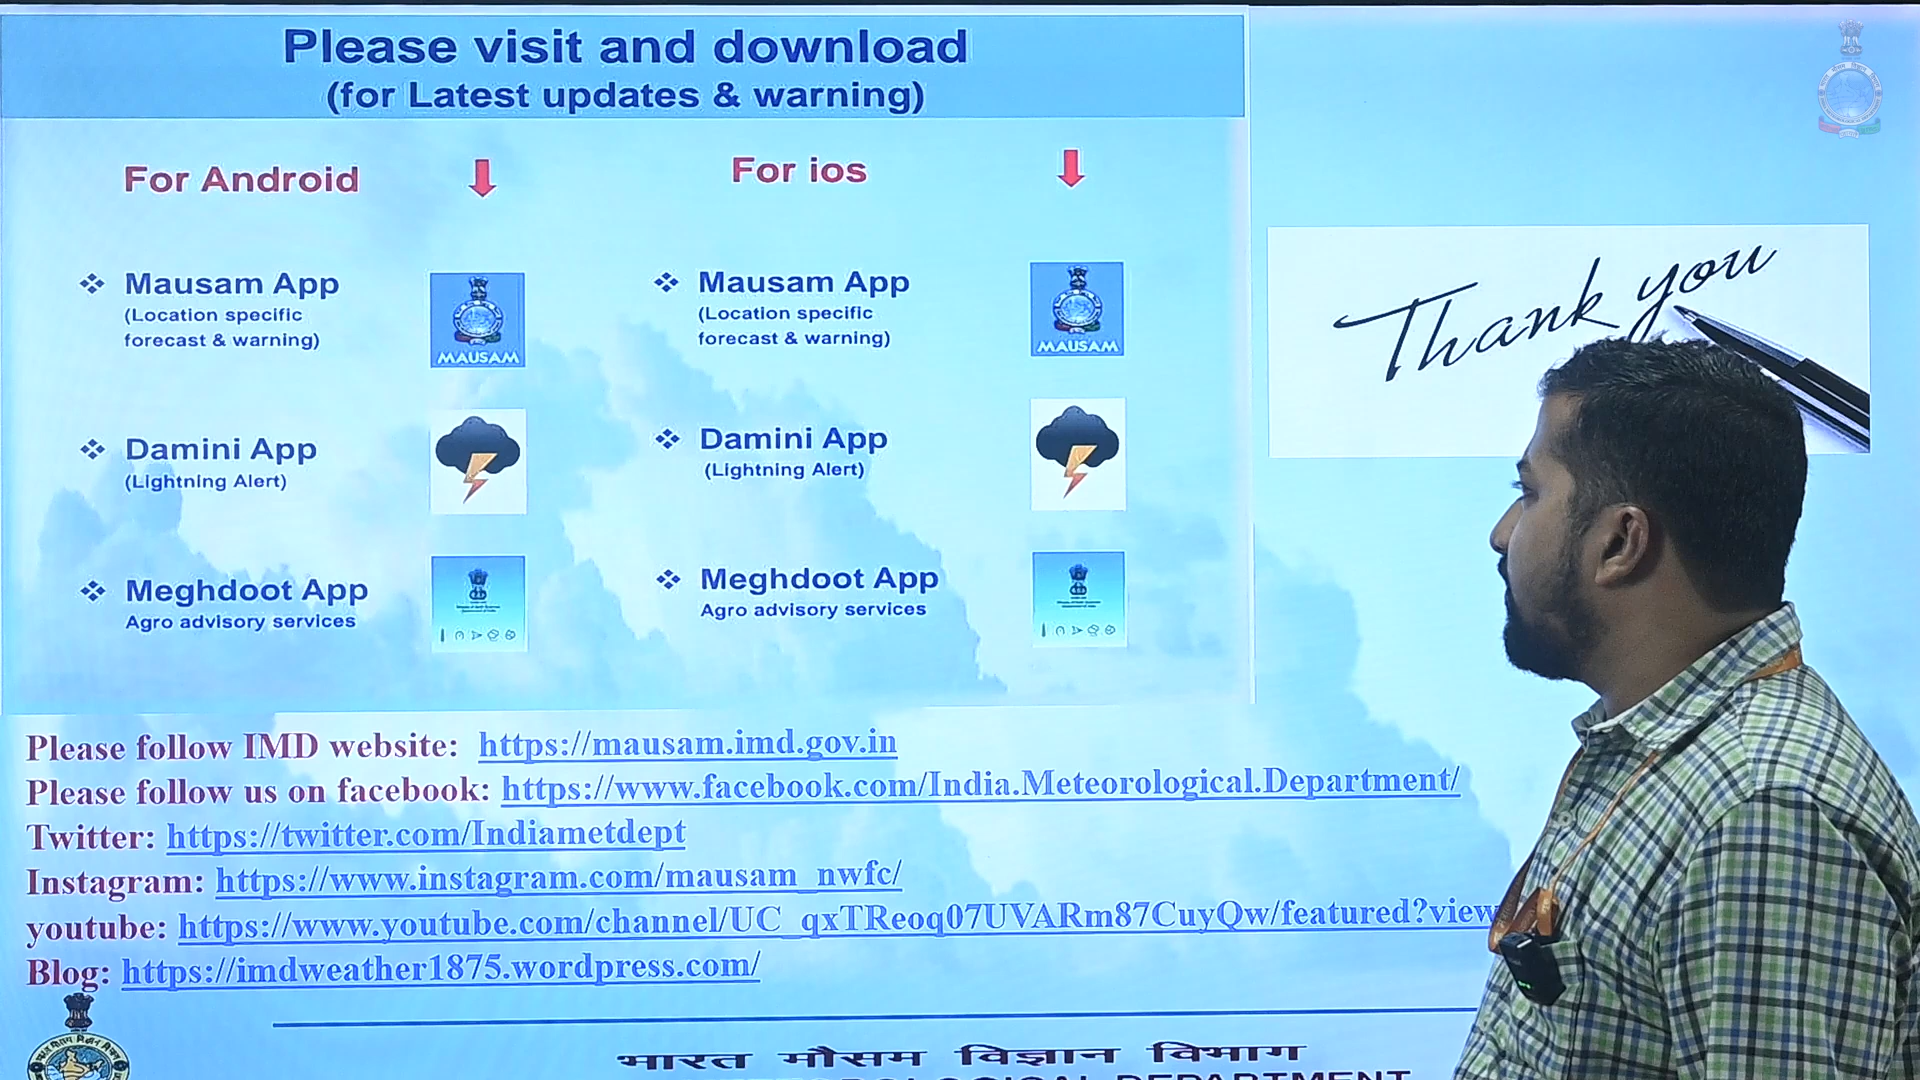 Please visit and download
(for Latest updates & warning)
For Android
For ios
Mausam App
(Location specific
forecast & warning)
MAUSAM
Mausam App
(Location specific
forecast & warning)
MAUSAM
Damini App
(Lightning Alert)
Damini App
(Lightning Alert)
Meghdoot App
Agro advisory services
Meghdoot App
Agro advisory services
Thank you
Please follow IMD website: https://mausam.imd.gov.in
Please follow us on facebook: https://www.facebook.com/India.Meteorological.Department/
Twitter: https://twitter.com/Indiametdept
Instagram: https://www.instagram.com/mausam_nwfc/
youtube: https://www.youtube.com/channel/UC_qxTReoq07UVARm87CuyQw/featured?view
Blog: https://imdweather1875.wordpress.com/
भारत मौसम विज्ञान विभाग
DEPARTMENT